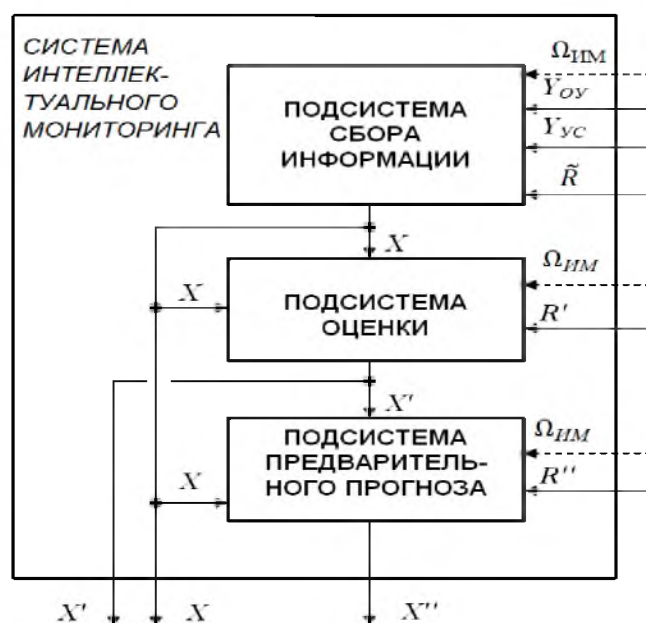 СИСТЕМА
ИНТЕЛЛЕК-
ТУАЛЬНОГО
МОНИТОРИНГА
ПОДСИСТЕМА
СБОРА
ИНФОРМАЦИИ
Ω_ИМ
Y_ОУ
Y_УС
R̃
X
X
ПОДСИСТЕМА
ОЦЕНКИ
Ω_ИМ
R'
X'
X
ПОДСИСТЕМА
ПРЕДВАРИТЕЛЬ-
НОГО ПРОГНОЗА
Ω_ИМ
R''
X' X X''